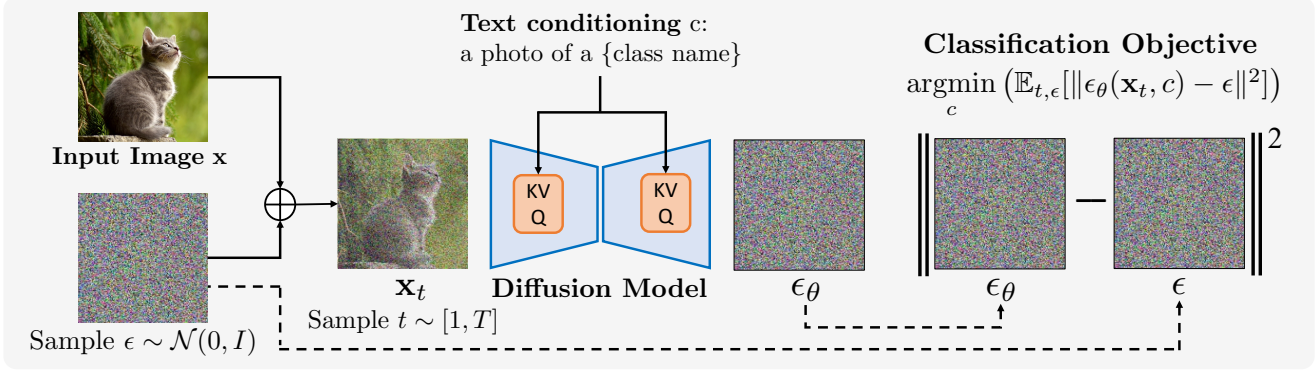 Input Image x
Sample ϵ ∼ 𝒩(0, I)
x_t
Sample t ∼ [1, T]
Text conditioning c:
a photo of a {class name}
KV
Q
KV
Q
Diffusion Model
ϵ_θ
Classification Objective
argmin_c (𝔼_{t,ϵ}[‖ϵ_θ(x_t, c) − ϵ‖²])
‖ − ‖²
ϵ_θ
ϵ